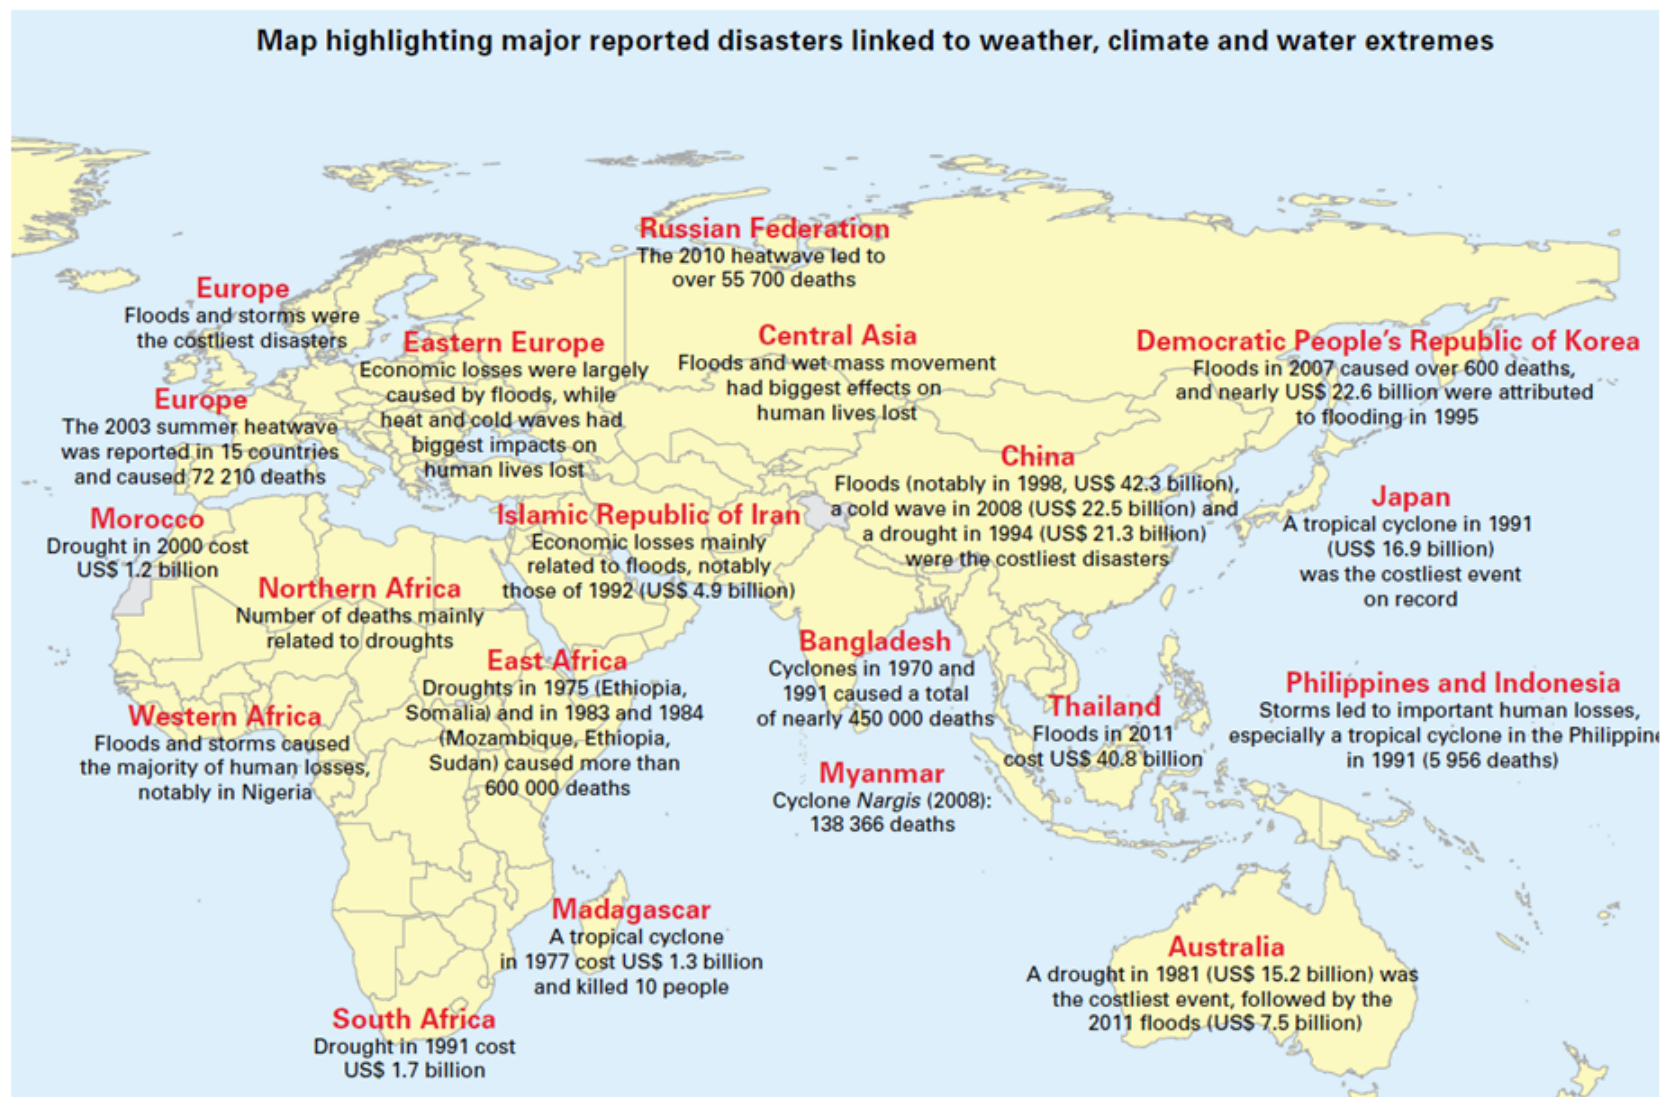 Map highlighting major reported disasters linked to weather, climate and water extremes
Russian Federation
The 2010 heatwave led to
over 55 700 deaths
Europe
Floods and storms were
the costliest disasters
Eastern Europe
Economic losses were largely
caused by floods, while
heat and cold waves had
biggest impacts on
human lives lost
Central Asia
Floods and wet mass movement
had biggest effects on
human lives lost
Democratic People's Republic of Korea
Floods in 2007 caused over 600 deaths,
and nearly US$ 22.6 billion were attributed
to flooding in 1995
Europe
The 2003 summer heatwave
was reported in 15 countries
and caused 72 210 deaths
China
Floods (notably in 1998, US$ 42.3 billion),
a cold wave in 2008 (US$ 22.5 billion) and
a drought in 1994 (US$ 21.3 billion)
were the costliest disasters
Japan
A tropical cyclone in 1991
(US$ 16.9 billion)
was the costliest event
on record
Morocco
Drought in 2000 cost
US$ 1.2 billion
Islamic Republic of Iran
Economic losses mainly
related to floods, notably
those of 1992 (US$ 4.9 billion)
Northern Africa
Number of deaths mainly
related to droughts
East Africa
Droughts in 1975 (Ethiopia,
Somalia) and in 1983 and 1984
(Mozambique, Ethiopia,
Sudan) caused more than
600 000 deaths
Bangladesh
Cyclones in 1970 and
1991 caused a total
of nearly 450 000 deaths
Western Africa
Floods and storms caused
the majority of human losses,
notably in Nigeria
Thailand
Floods in 2011
cost US$ 40.8 billion
Philippines and Indonesia
Storms led to important human losses,
especially a tropical cyclone in the Philippine
in 1991 (5 956 deaths)
Myanmar
Cyclone Nargis (2008):
138 366 deaths
Madagascar
A tropical cyclone
in 1977 cost US$ 1.3 billion
and killed 10 people
Australia
A drought in 1981 (US$ 15.2 billion) was
the costliest event, followed by the
2011 floods (US$ 7.5 billion)
South Africa
Drought in 1991 cost
US$ 1.7 billion